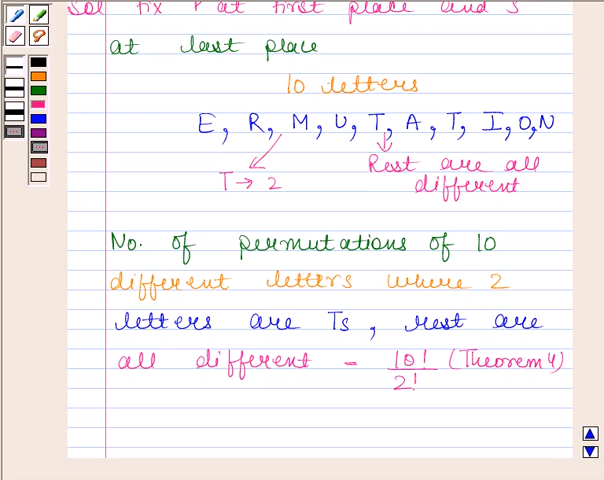 Sol fix P at first place and S
at last place
10 letters
E, R, M, U, T, A, T, I, O, N
T → 2
Rest are all
different
No. of permutations of 10
different letters where 2
letters are Ts, rest are
all different = 10!/2! (Theorem 4)